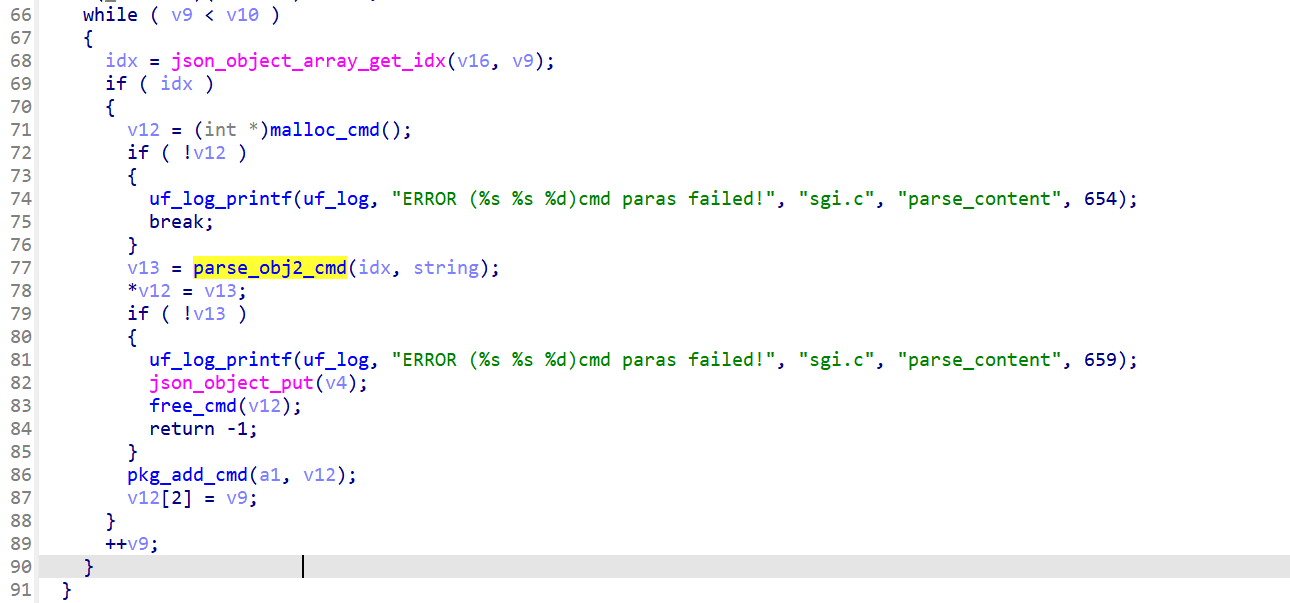 66 while ( v9 < v10 )
67 {
68 idx = json_object_array_get_idx(v16, v9);
69 if ( idx )
70 {
71 v12 = (int *)malloc_cmd();
72 if ( !v12 )
73 {
74 uf_log_printf(uf_log, "ERROR (%s %s %d)cmd paras failed!", "sgi.c", "parse_content", 654);
75 break;
76 }
77 v13 = parse_obj2_cmd(idx, string);
78 *v12 = v13;
79 if ( !v13 )
80 {
81 uf_log_printf(uf_log, "ERROR (%s %s %d)cmd paras failed!", "sgi.c", "parse_content", 659);
82 json_object_put(v4);
83 free_cmd(v12);
84 return -1;
85 }
86 pkg_add_cmd(a1, v12);
87 v12[2] = v9;
88 }
89 ++v9;
90 }
91 }